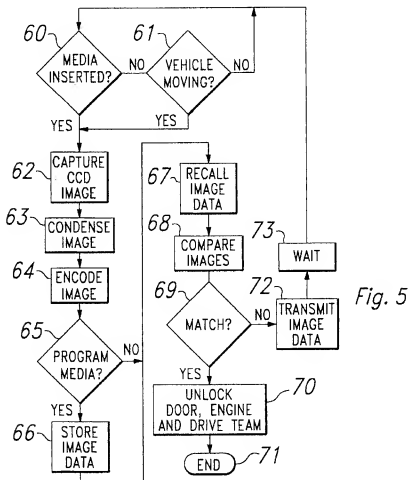 60
MEDIA
INSERTED?
NO
YES
61
VEHICLE
MOVING?
NO
YES
62
CAPTURE
CCD
IMAGE
63
CONDENSE
IMAGE
64
ENCODE
IMAGE
65
PROGRAM
MEDIA?
NO
YES
66
STORE
IMAGE
DATA
67
RECALL
IMAGE
DATA
68
COMPARE
IMAGES
69
MATCH?
NO
YES
70
UNLOCK
DOOR, ENGINE
AND DRIVE TEAM
71
END
72
TRANSMIT
IMAGE
DATA
73
WAIT
Fig. 5